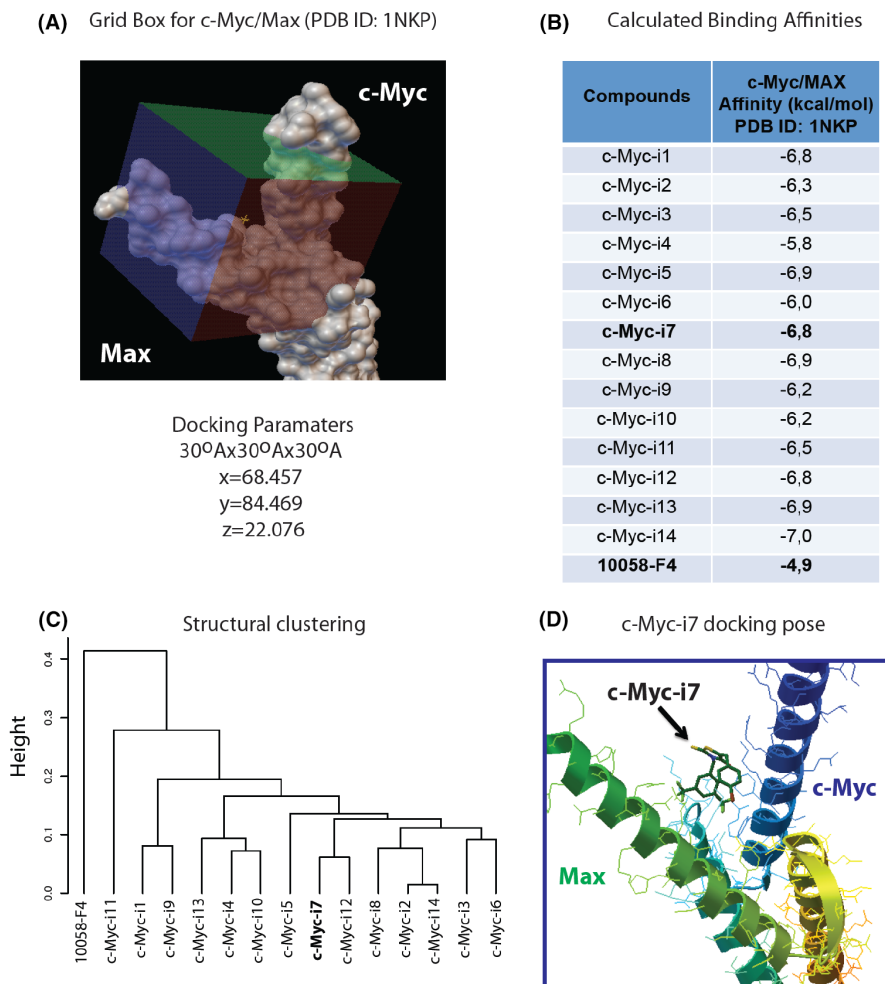 (A) Grid Box for c-Myc/Max (PDB ID: 1NKP)
c-Myc
Max
Docking Paramaters
30ºAx30ºAx30ºA
x=68.457
y=84.469
z=22.076
(B) Calculated Binding Affinities
Compounds
c-Myc/MAX
Affinity (kcal/mol)
PDB ID: 1NKP
c-Myc-i1 -6,8
c-Myc-i2 -6,3
c-Myc-i3 -6,5
c-Myc-i4 -5,8
c-Myc-i5 -6,9
c-Myc-i6 -6,0
c-Myc-i7 -6,8
c-Myc-i8 -6,9
c-Myc-i9 -6,2
c-Myc-i10 -6,2
c-Myc-i11 -6,5
c-Myc-i12 -6,8
c-Myc-i13 -6,9
c-Myc-i14 -7,0
10058-F4 -4,9
(C) Structural clustering
Height
0.4
0.3
0.2
0.1
0.0
10058-F4
c-Myc-i11
c-Myc-i1
c-Myc-i9
c-Myc-i13
c-Myc-i4
c-Myc-i10
c-Myc-i5
c-Myc-i7
c-Myc-i12
c-Myc-i8
c-Myc-i2
c-Myc-i14
c-Myc-i3
c-Myc-i6
(D) c-Myc-i7 docking pose
c-Myc-i7
c-Myc
Max